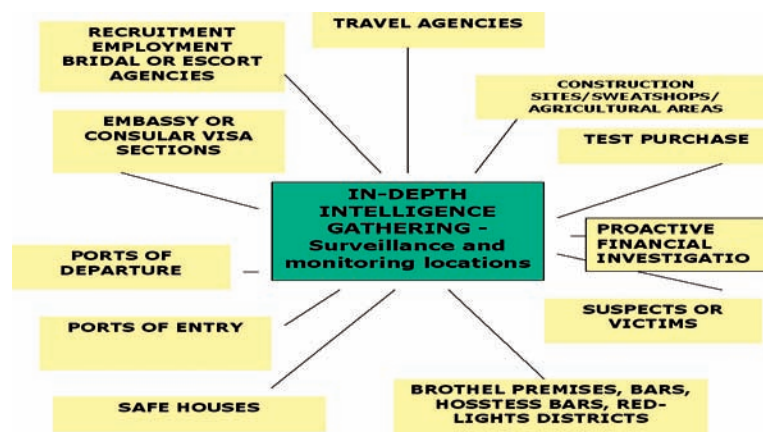 RECRUITMENT
EMPLOYMENT
BRIDAL OR ESCORT
AGENCIES
TRAVEL AGENCIES
CONSTRUCTION
SITES/SWEATSHOPS/
AGRICULTURAL AREAS
EMBASSY OR
CONSULAR VISA
SECTIONS
TEST PURCHASE
IN-DEPTH
INTELLIGENCE
GATHERING -
Surveillance and
monitoring locations
PROACTIVE
FINANCIAL
INVESTIGATIO
PORTS OF
DEPARTURE
SUSPECTS OR
VICTIMS
PORTS OF ENTRY
SAFE HOUSES
BROTHEL PREMISES, BARS,
HOSSTESS BARS, RED-
LIGHTS DISTRICTS